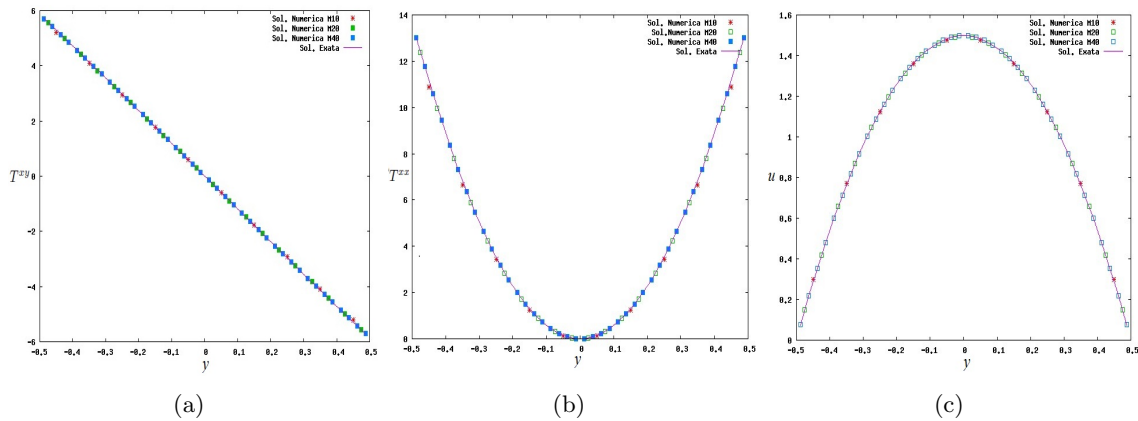 6
4
2
0
-2
-4
-6
-0.5 -0.4 -0.3 -0.2 -0.1 0 0.1 0.2 0.3 0.4 0.5
T^{xy}
y
Sol. Numerica M10
Sol. Numerica M20
Sol. Numerica M40
Sol. Exata
(a)
14
12
10
8
6
4
2
0
-0.5 -0.4 -0.3 -0.2 -0.1 0 0.1 0.2 0.3 0.4 0.5
T^{xx}
y
Sol. Numerica M10
Sol.Numerica M20
Sol. Numerica M40
Sol. Exata
(b)
1.6
1.4
1.2
1
0.8
0.6
0.4
0.2
0
-0.5 -0.4 -0.3 -0.2 -0.1 0 0.1 0.2 0.3 0.4 0.5
u
y
Sol. Numerica M10
Sol. Numerica M20
Sol. Numerica M40
Sol. Exata
(c)